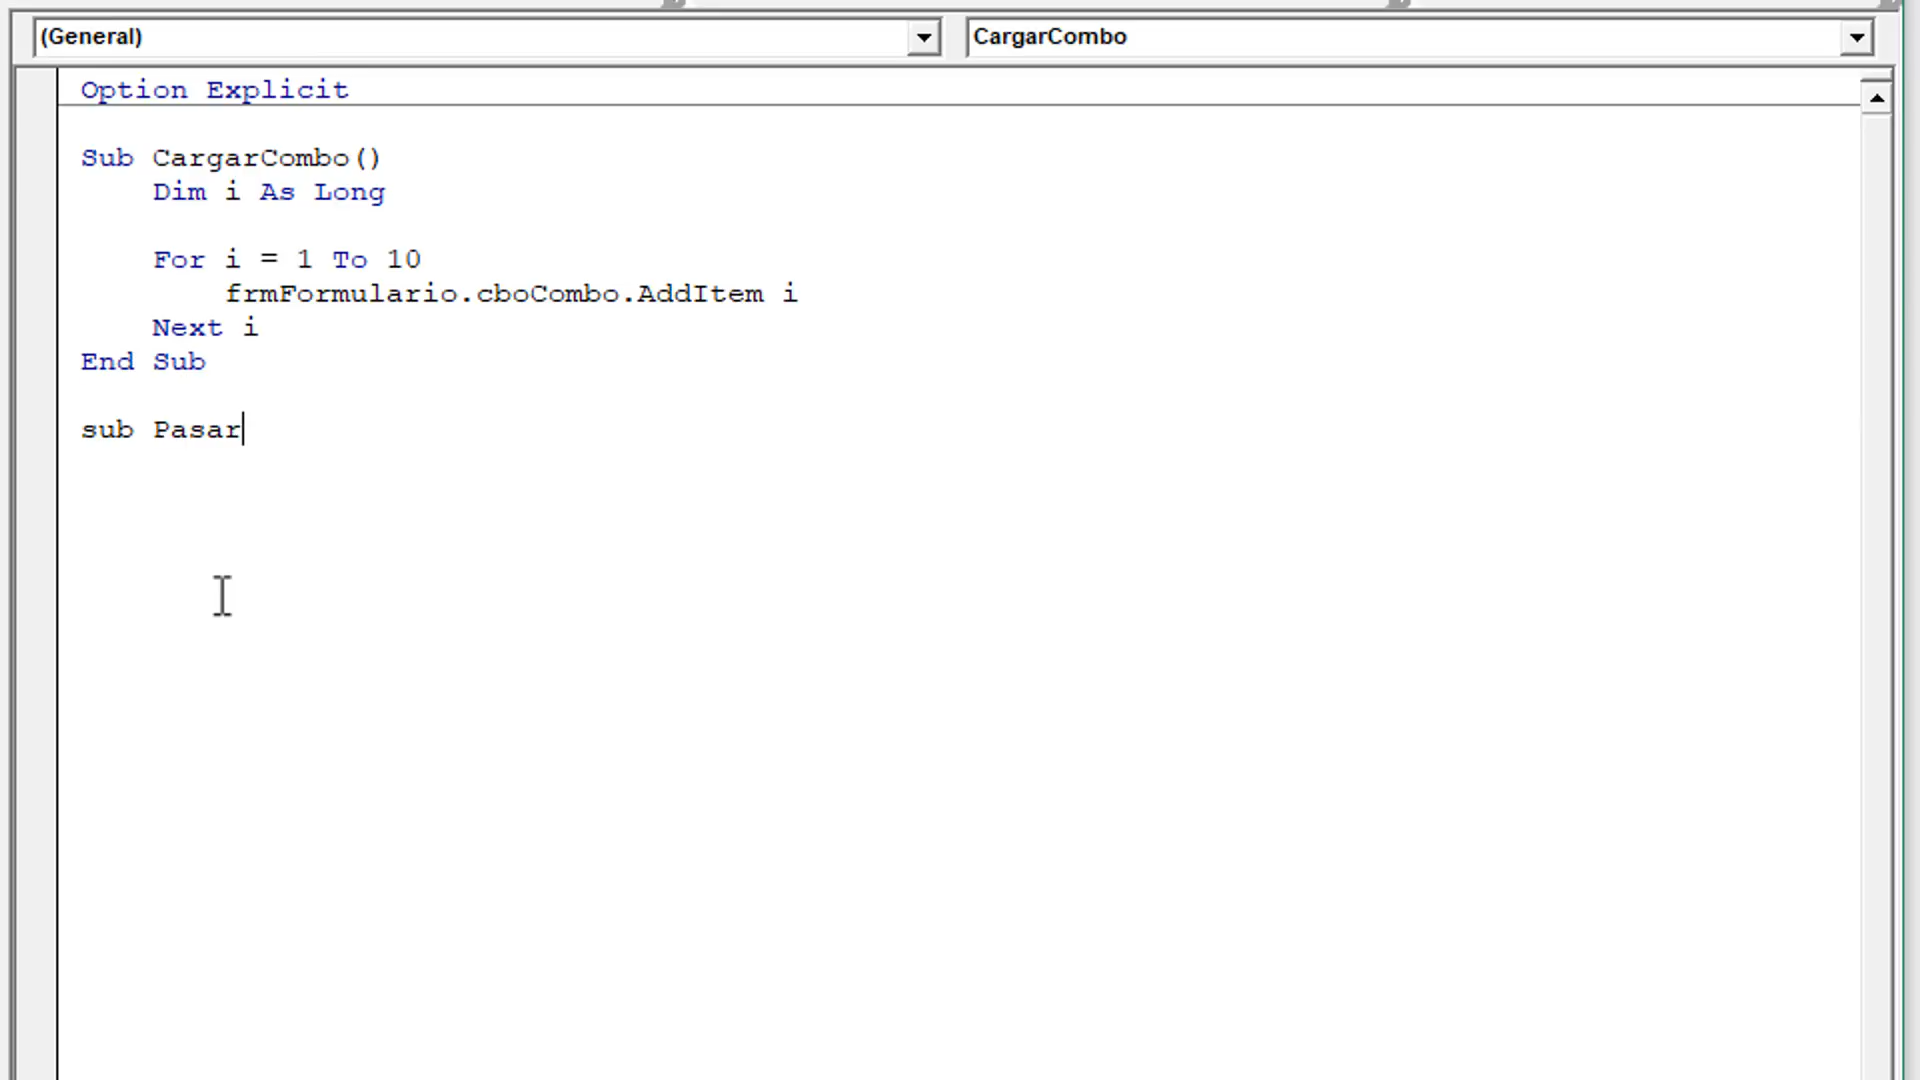 (General) CargarCombo
Option Explicit
Sub CargarCombo()
Dim i As Long
For i = 1 To 10
frmFormulario.cboCombo.AddItem i
Next i
End Sub
sub Pasar